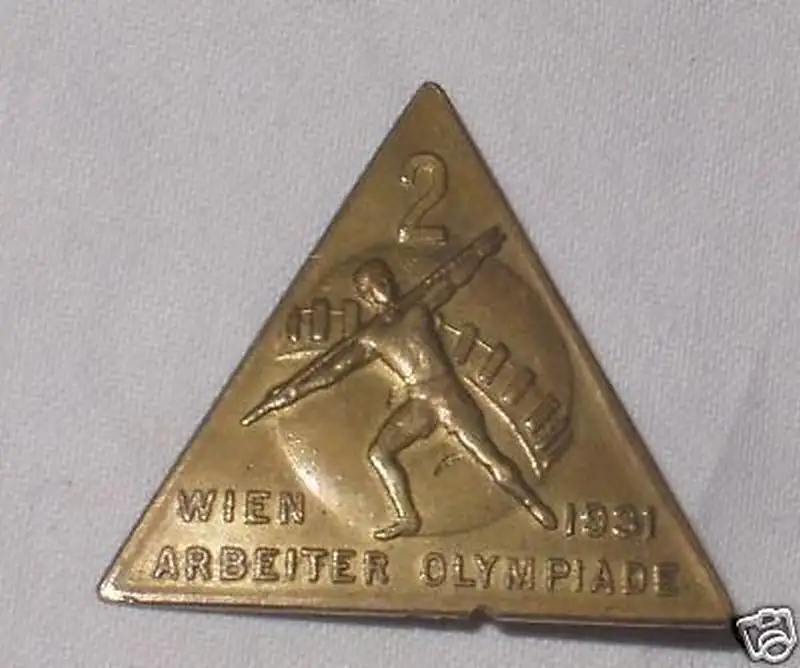 2
WIEN 1931
ARBEITER OLYMPIADE